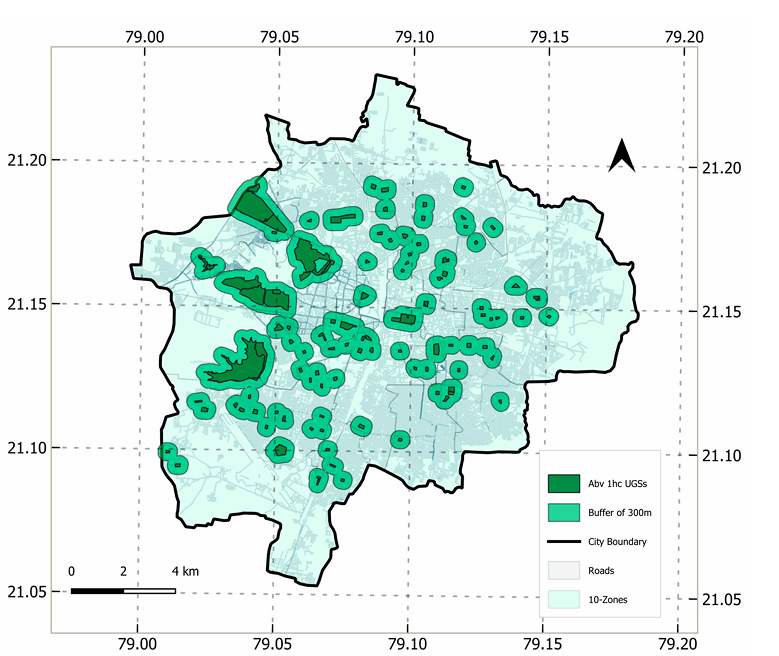 79.00 79.05 79.10 79.15 79.20
21.20 21.20
21.15 21.15
21.10 21.10
Abv 1hc UGSs
Buffer of 300m
City Boundary
Roads
10-Zones
0 2 4 km
21.05 21.05
79.00 79.05 79.10 79.15 79.20